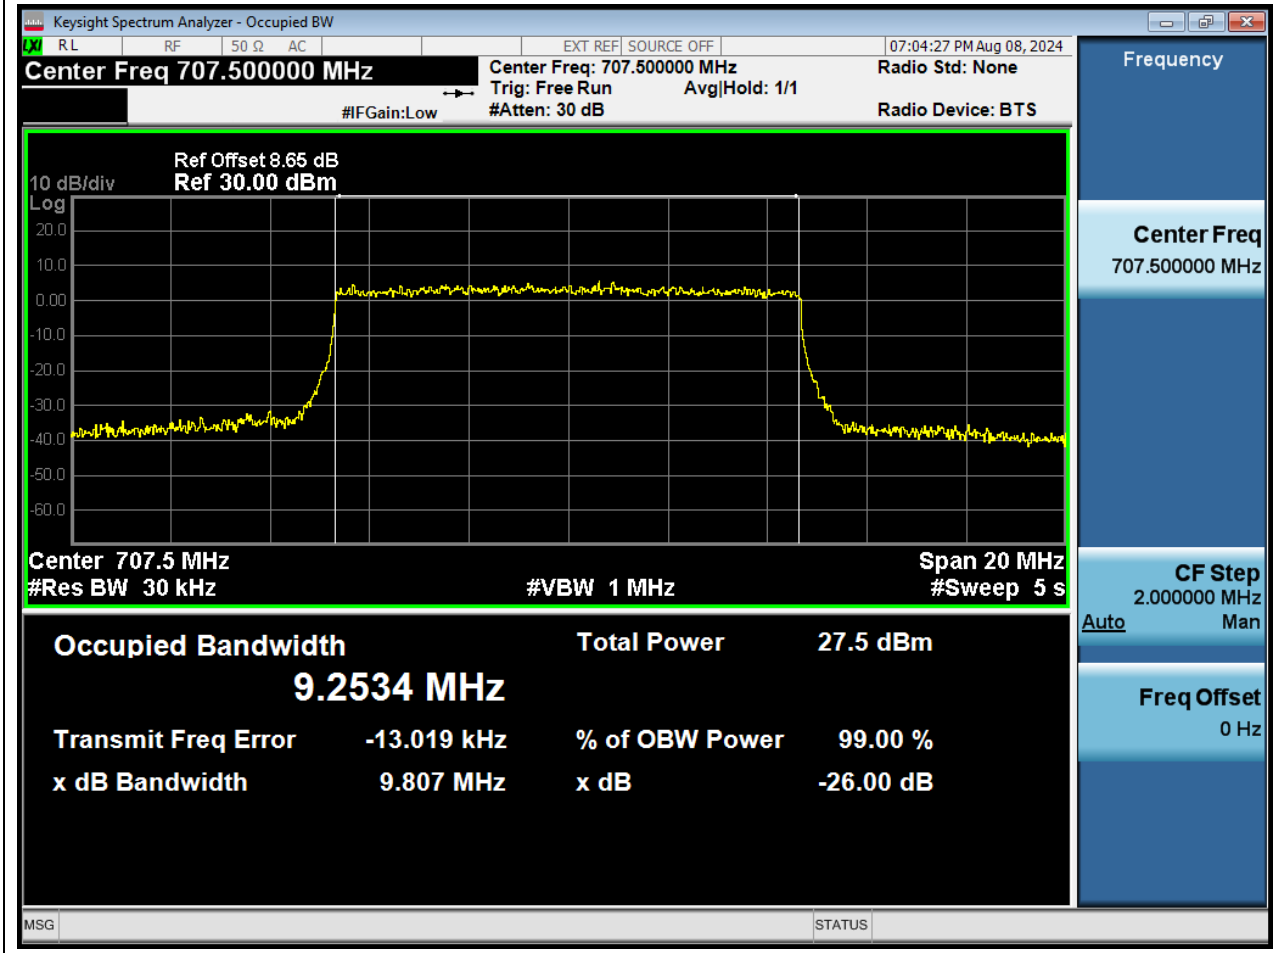 Keysight Spectrum Analyzer - Occupied BW
LXI RL RF 50 Ω AC EXT REF SOURCE OFF 07:04:27 PM Aug 08, 2024
Center Freq 707.500000 MHz
#IFGain:Low
Center Freq: 707.500000 MHz
Trig: Free Run Avg|Hold: 1/1
#Atten: 30 dB
Radio Std: None
Radio Device: BTS
Ref Offset 8.65 dB
10 dB/div Ref 30.00 dBm
Log
20.0
10.0
0.00
-10.0
-20.0
-30.0
-40.0
-50.0
-60.0
Center 707.5 MHz Span 20 MHz
#Res BW 30 kHz #VBW 1 MHz #Sweep 5 s
Occupied Bandwidth Total Power 27.5 dBm
9.2534 MHz
Transmit Freq Error -13.019 kHz % of OBW Power 99.00 %
x dB Bandwidth 9.807 MHz x dB -26.00 dB
Frequency
Center Freq
707.500000 MHz
CF Step
2.000000 MHz
Auto Man
Freq Offset
0 Hz
MSG STATUS